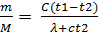 m/M = C(t1−t2)/λ+ct2